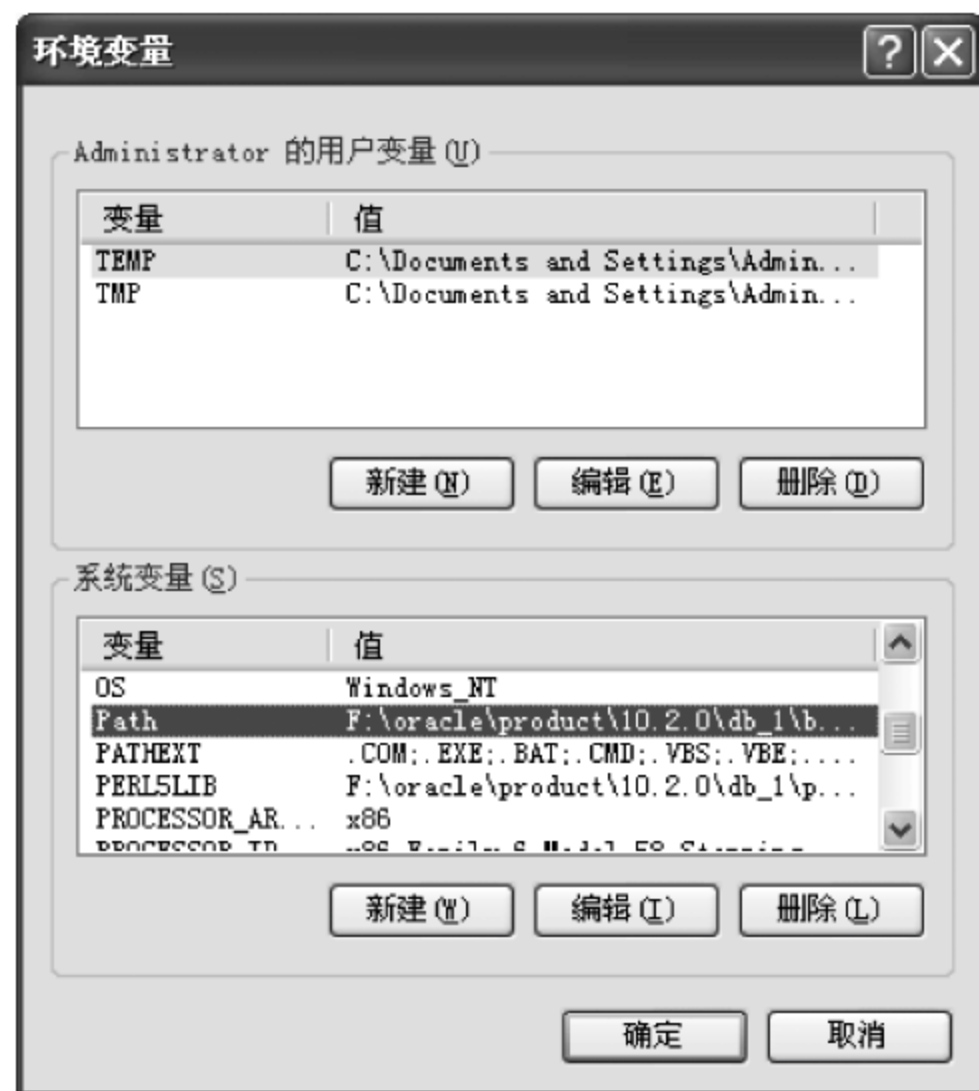 环境变量
Administrator 的用户变量(U)
变量 值
TEMP C:\Documents and Settings\Admin...
TMP C:\Documents and Settings\Admin...
新建(N) 编辑(E) 删除(D)
系统变量(S)
变量 值
OS Windows_NT
Path F:\oracle\product\10.2.0\db_1\b...
PATHEXT .COM;.EXE;.BAT;.CMD;.VBS;.VBE;....
PERL5LIB F:\oracle\product\10.2.0\db_1\p...
PROCESSOR_AR... x86
新建(W) 编辑(I) 删除(L)
确定 取消